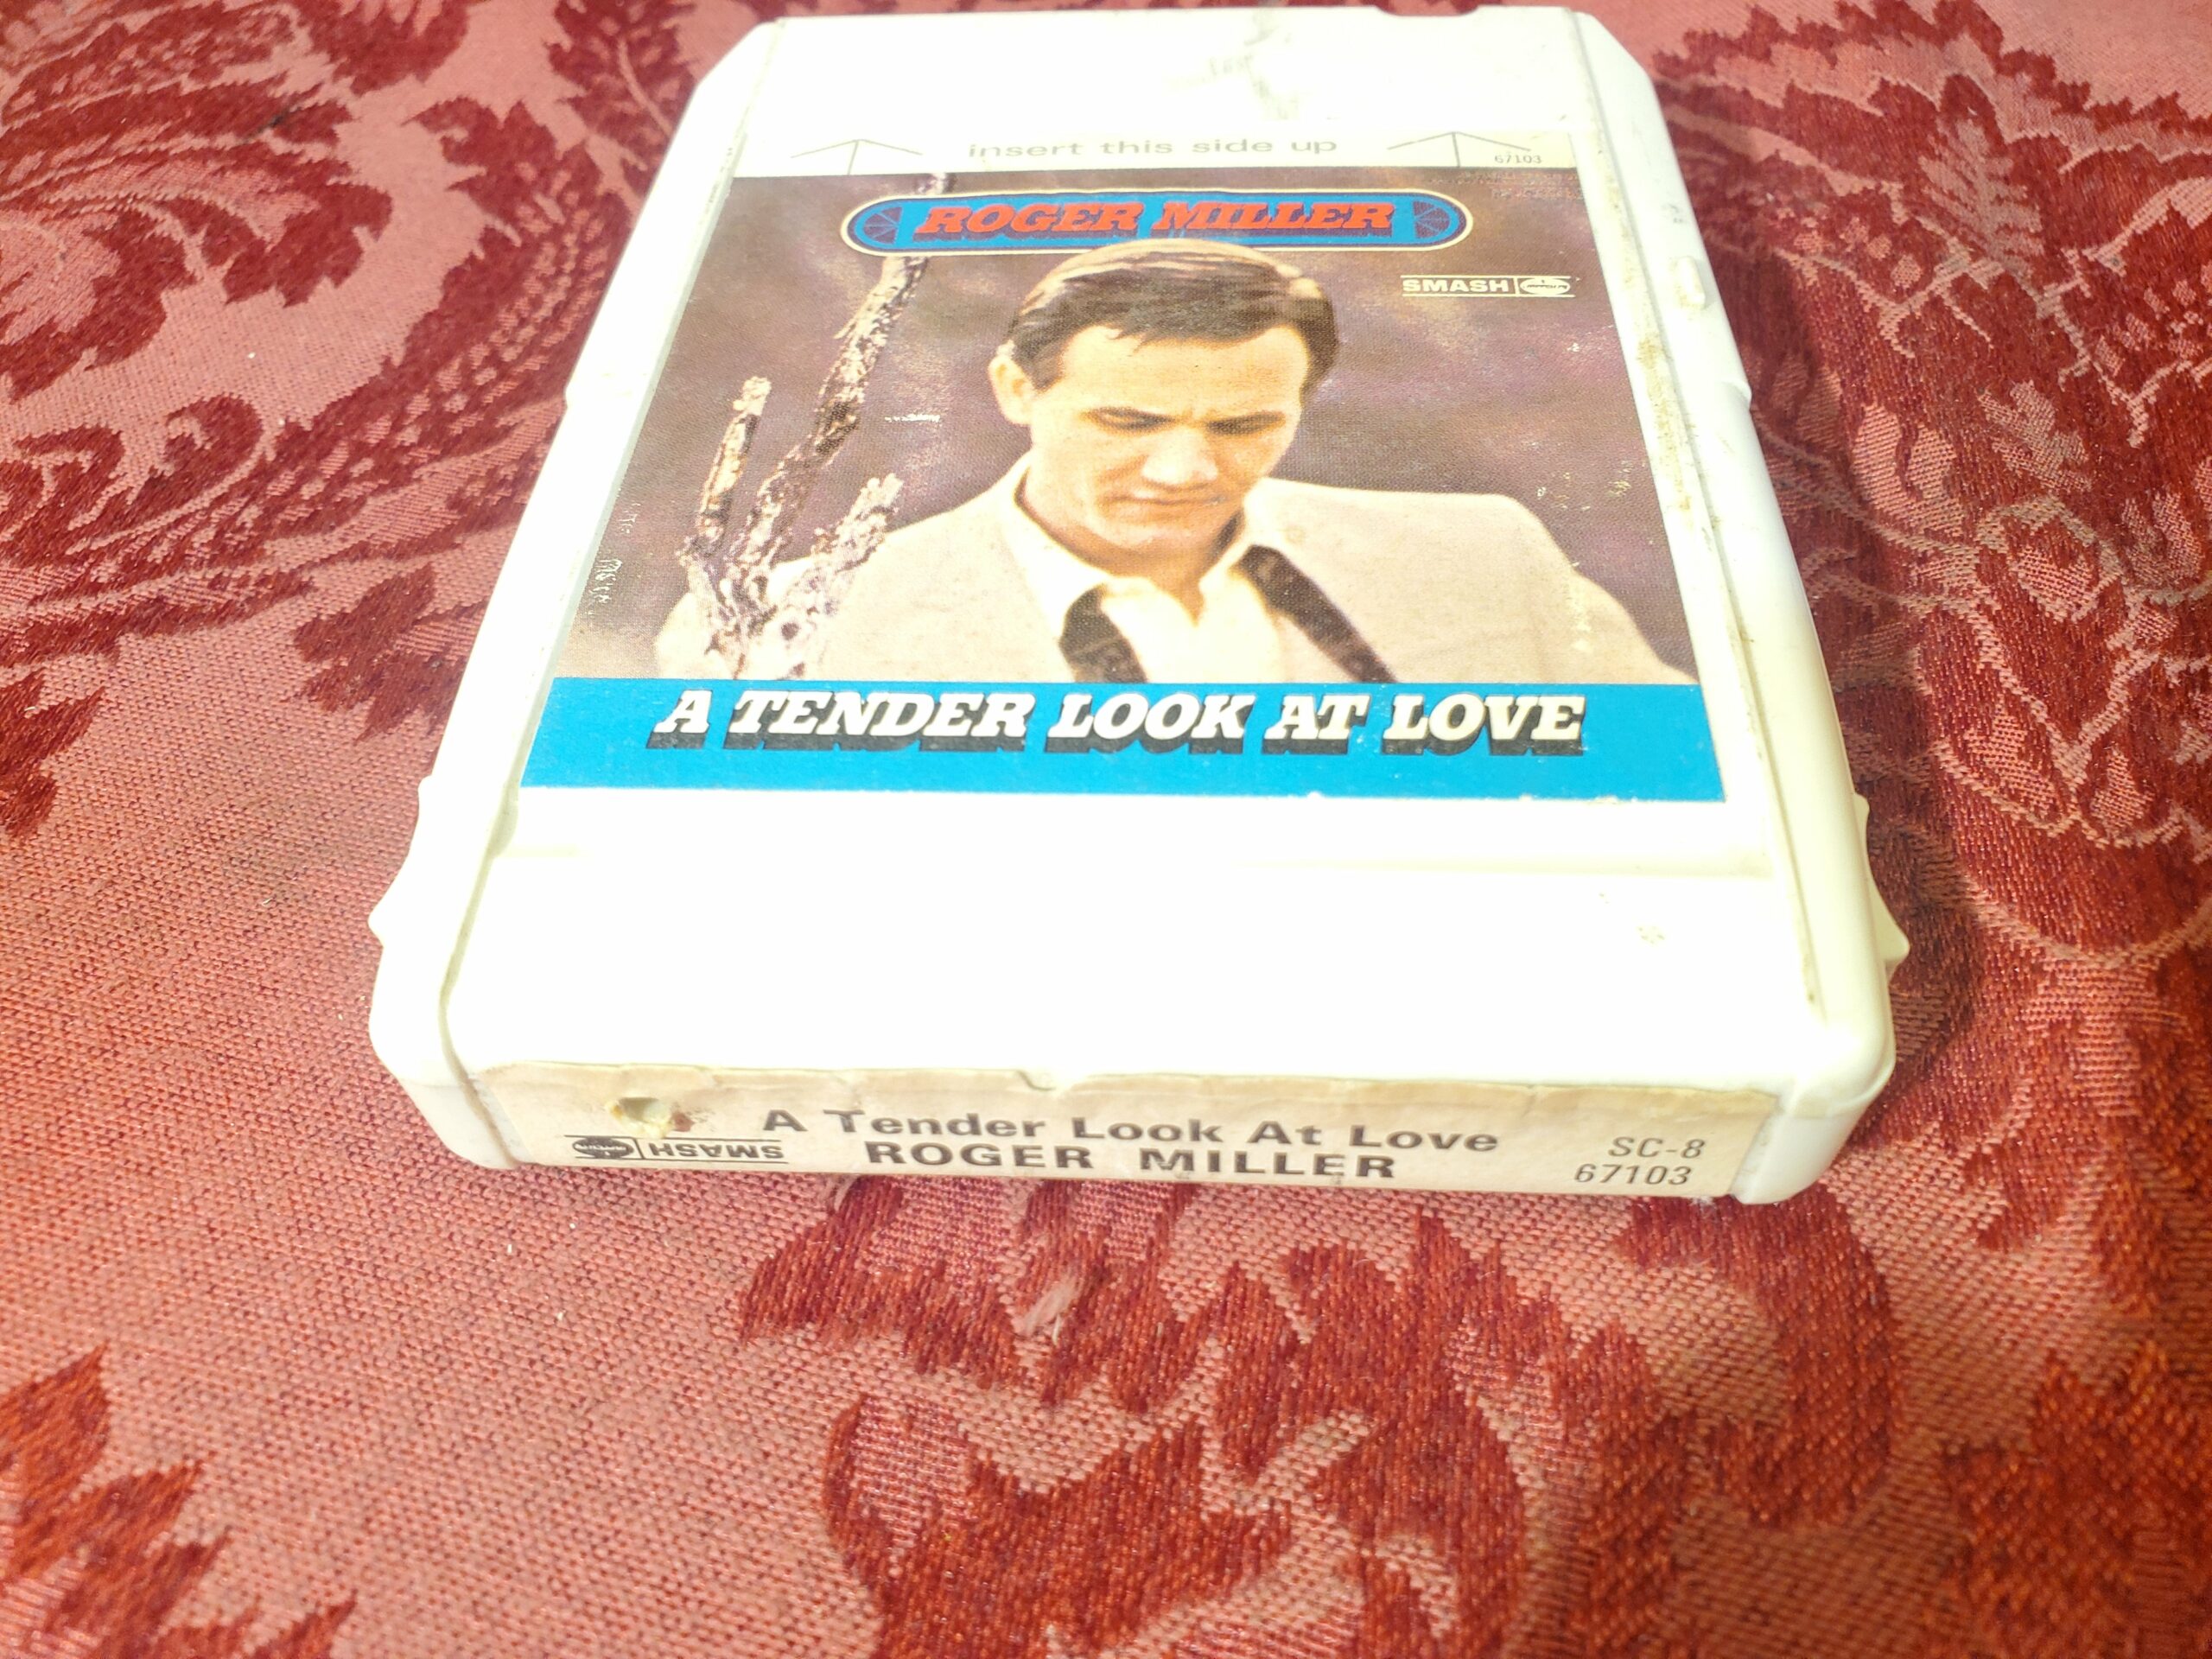 insert this side up
67103
ROGER MILLER
SMASH
A TENDER LOOK AT LOVE
A Tender Look At Love
SMASH
ROGER MILLER
SC-8
67103